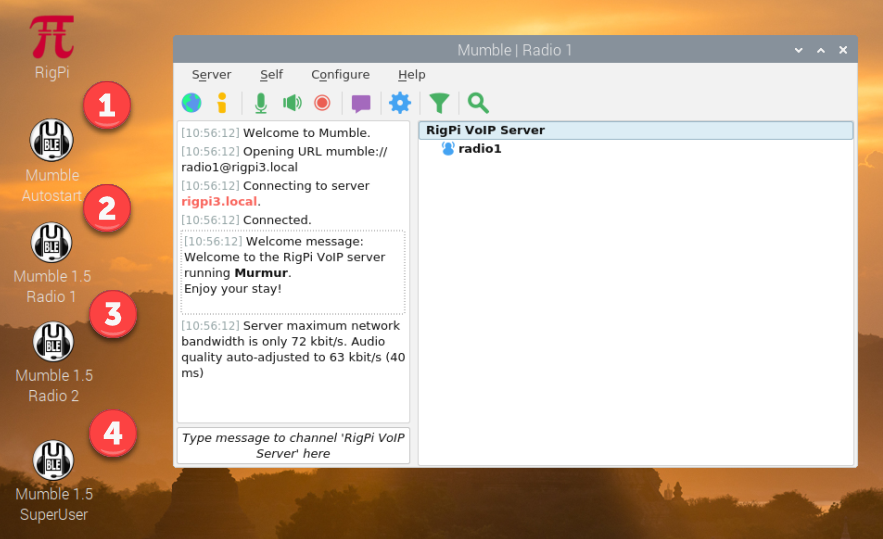 RigPi
1
BLE
Mumble
Autostart
2
BLE
Mumble 1.5
Radio 1
3
BLE
Mumble 1.5
Radio 2
4
BLE
Mumble 1.5
SuperUser
Mumble | Radio 1
Server Self Configure Help
[10:56:12] Welcome to Mumble.
[10:56:12] Opening URL mumble://
radio1@rigpi3.local
[10:56:12] Connecting to server
rigpi3.local.
[10:56:12] Connected.
[10:56:12] Welcome message:
Welcome to the RigPi VoIP server
running Murmur.
Enjoy your stay!
[10:56:12] Server maximum network
bandwidth is only 72 kbit/s. Audio
quality auto-adjusted to 63 kbit/s (40
ms)
Type message to channel 'RigPi VoIP
Server' here
RigPi VoIP Server
radio1